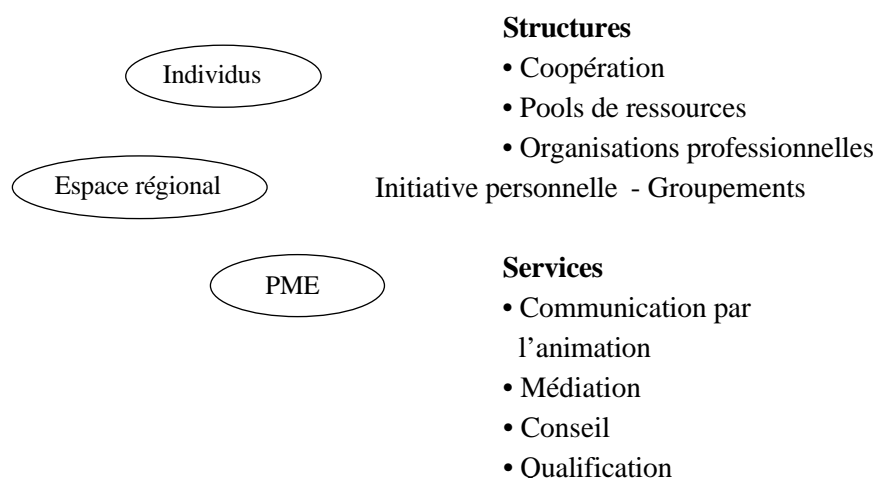 Structures
Individus
• Coopération
• Pools de ressources
• Organisations professionnelles
Espace régional
Initiative personnelle - Groupements
PME
Services
• Communication par
l’animation
• Médiation
• Conseil
• Qualification